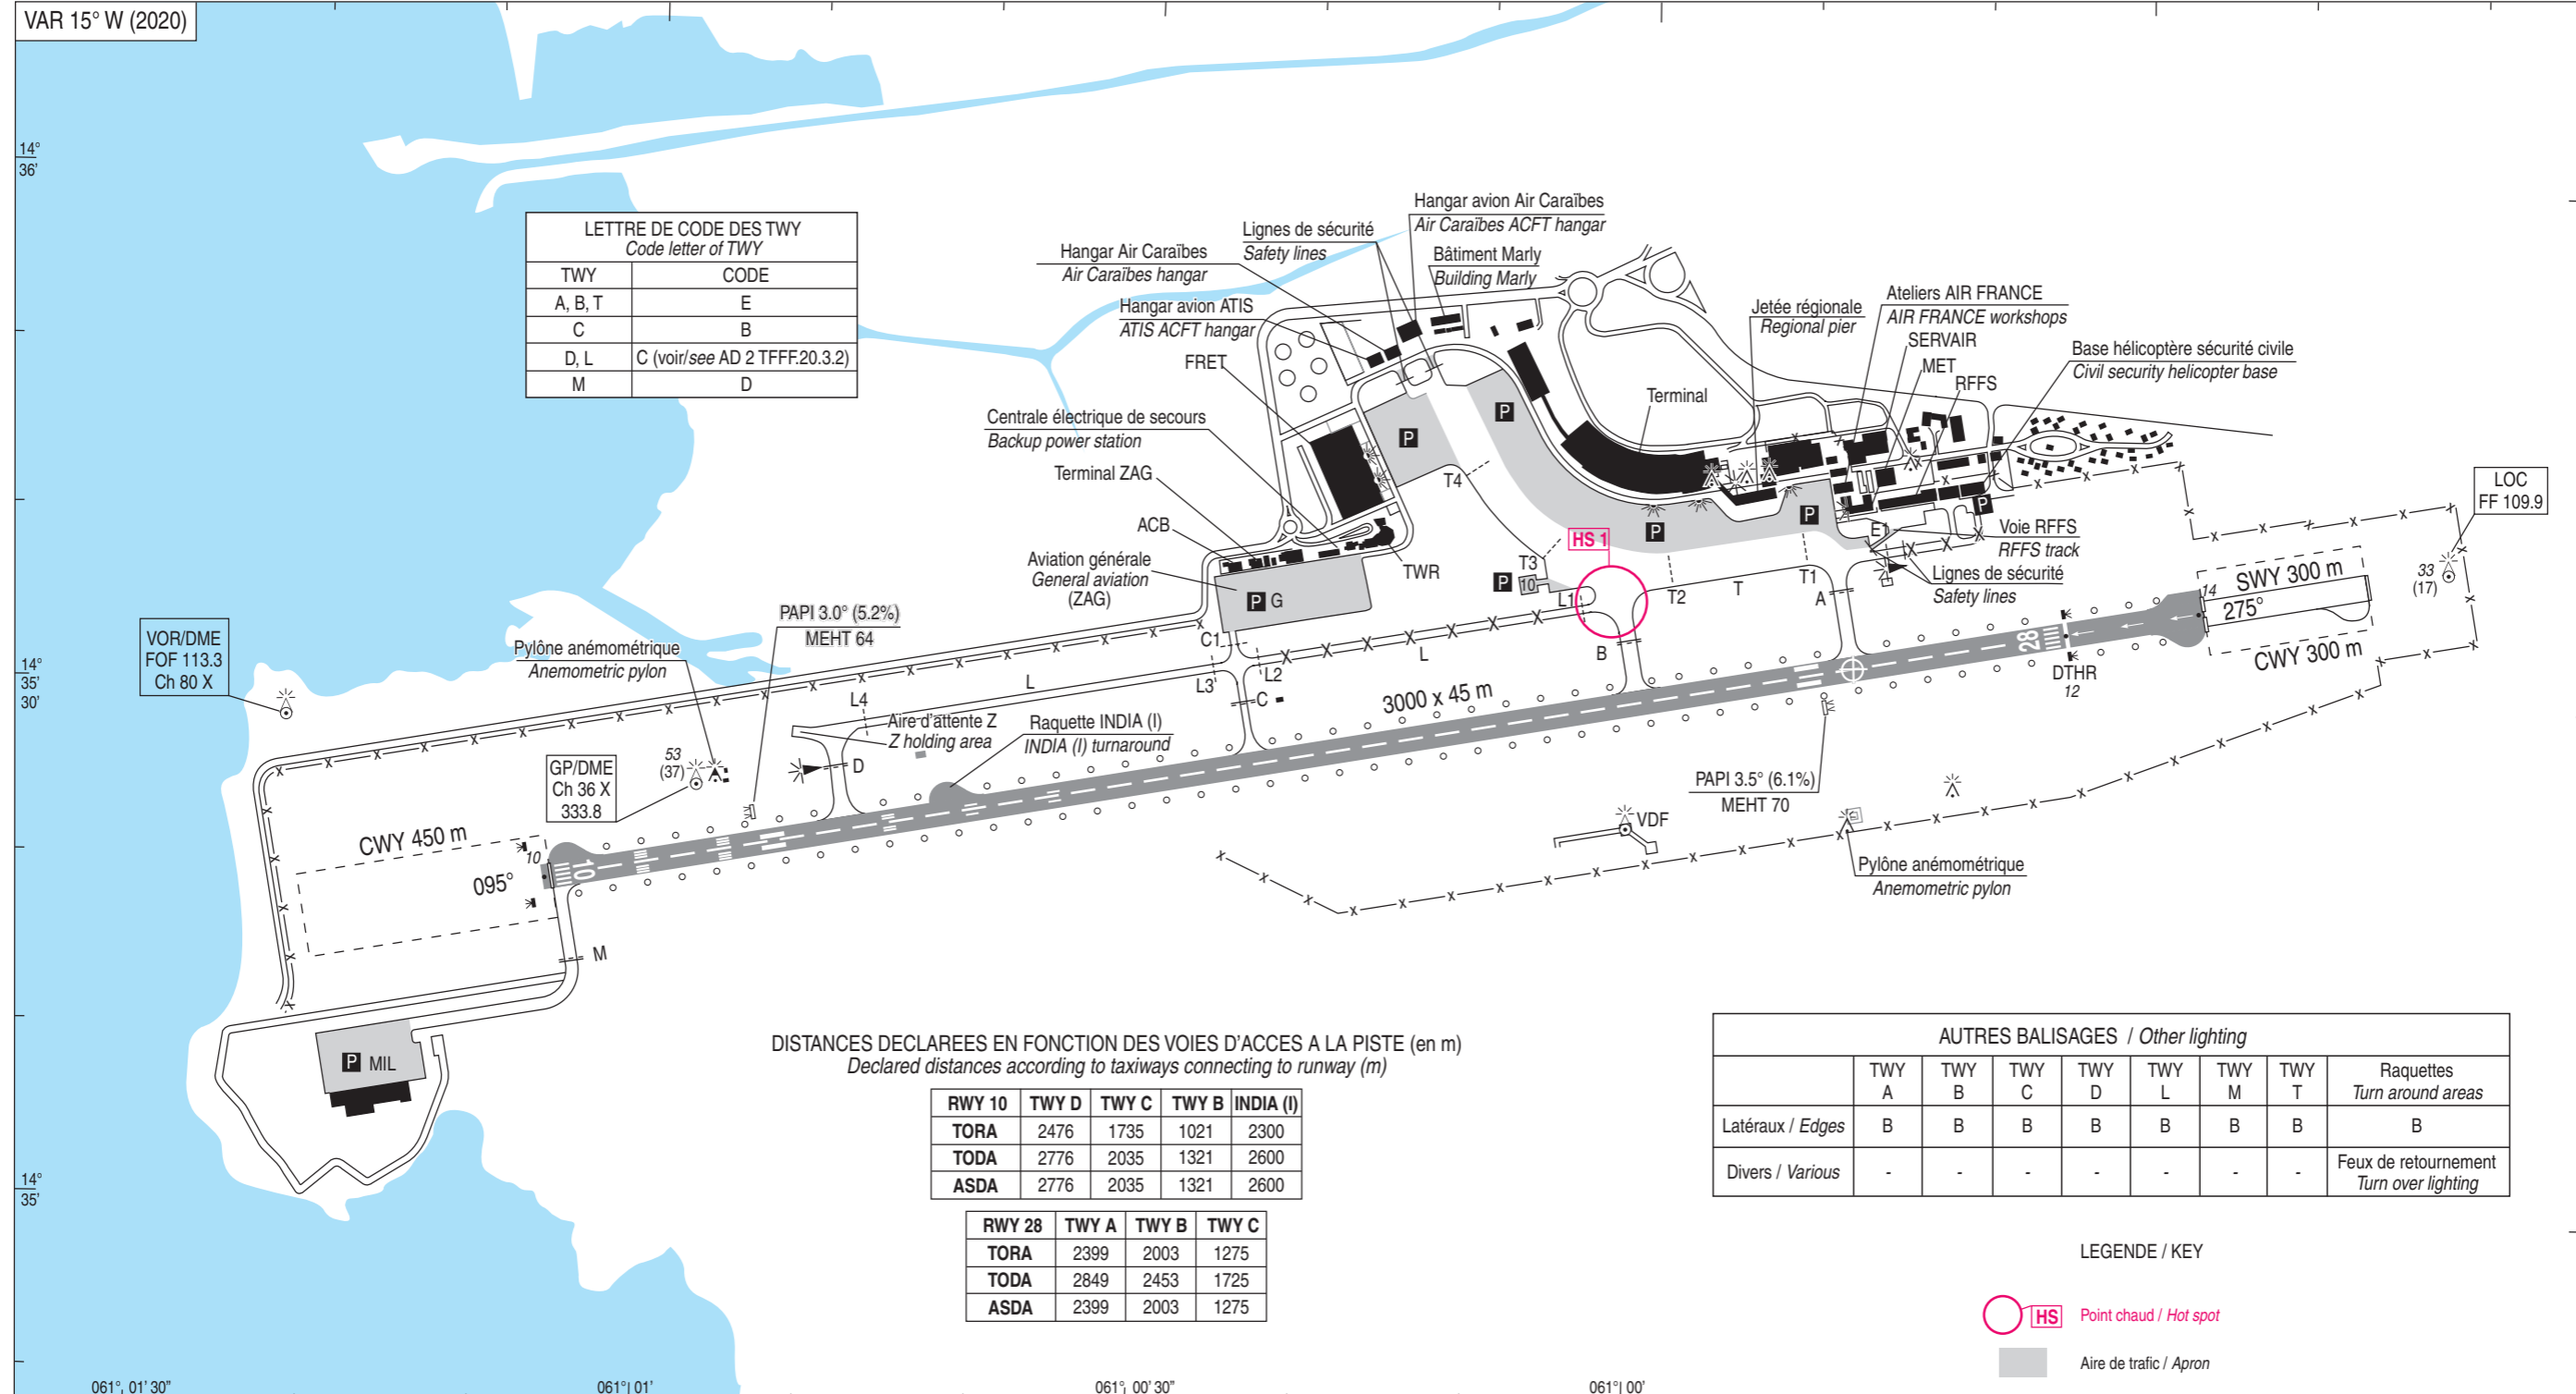 VAR 15° W (2020)
14°
36'
LETTRE DE CODE DES TWY
Code letter of TWY
TWY CODE
A, B, T E
C B
D, L C (voir/see AD 2 TFFF.20.3.2)
M D
Hangar avion Air Caraïbes
Air Caraïbes ACFT hangar
Lignes de sécurité
Safety lines
Hangar Air Caraïbes
Air Caraïbes hangar
Bâtiment Marly
Building Marly
Hangar avion ATIS
ATIS ACFT hangar
Jetée régionale
Regional pier
Ateliers AIR FRANCE
AIR FRANCE workshops
SERVAIR
MET
RFFS
Base hélicoptère sécurité civile
Civil security helicopter base
FRET
Terminal
Centrale électrique de secours
Backup power station
Terminal ZAG
ACB
Aviation générale
General aviation
(ZAG)
P
P
P
P
P
P
P G
T4
T3
10
TWR
HS 1
L1
T2
T
T1
A
E1
Voie RFFS
RFFS track
Lignes de sécurité
Safety lines
LOC
FF 109.9
33
(17)
SWY 300 m
14
275°
CWY 300 m
28
DTHR
12
14°
35'
30"
VOR/DME
FOF 113.3
Ch 80 X
Pylône anémométrique
Anemometric pylon
PAPI 3.0° (5.2%)
MEHT 64
C1
L2
L3
L
L
B
C
L4
Aire d'attente Z
Z holding area
Raquette INDIA (I)
INDIA (I) turnaround
3000 x 45 m
53
(37)
GP/DME
Ch 36 X
333.8
D
PAPI 3.5° (6.1%)
MEHT 70
VDF
Pylône anémométrique
Anemometric pylon
CWY 450 m
10
10
095°
M
P MIL
14°
35'
DISTANCES DECLAREES EN FONCTION DES VOIES D'ACCES A LA PISTE (en m)
Declared distances according to taxiways connecting to runway (m)
RWY 10 TWY D TWY C TWY B INDIA (I)
TORA 2476 1735 1021 2300
TODA 2776 2035 1321 2600
ASDA 2776 2035 1321 2600
RWY 28 TWY A TWY B TWY C
TORA 2399 2003 1275
TODA 2849 2453 1725
ASDA 2399 2003 1275
AUTRES BALISAGES / Other lighting
TWY A TWY B TWY C TWY D TWY L TWY M TWY T Raquettes
Turn around areas
Latéraux / Edges B B B B B B B B
Divers / Various - - - - - - - Feux de retournement
Turn over lighting
LEGENDE / KEY
HS Point chaud / Hot spot
Aire de trafic / Apron
061° 01' 30"
061° 01'
061° 00' 30"
061° 00'